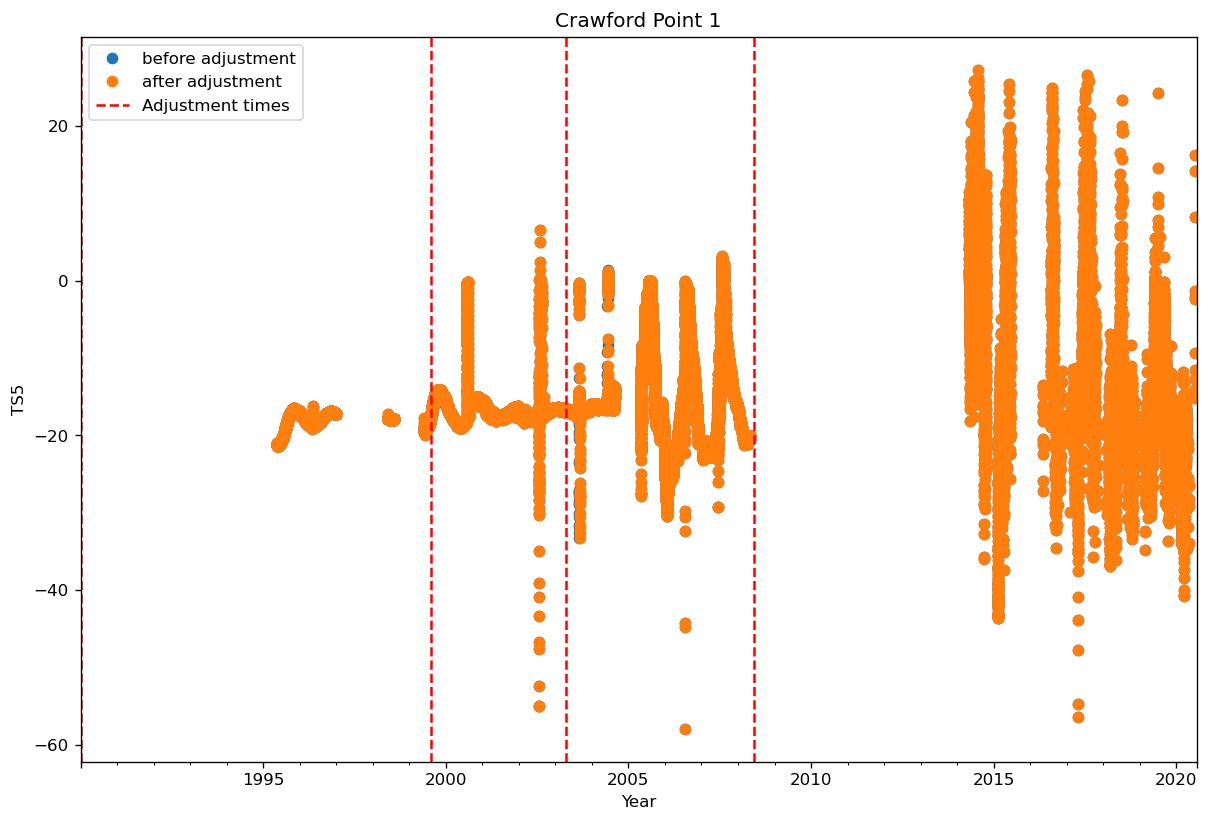 Crawford Point 1
before adjustment
after adjustment
Adjustment times
TS5
20
0
−20
−40
−60
1995
2000
2005
2010
2015
2020
Year